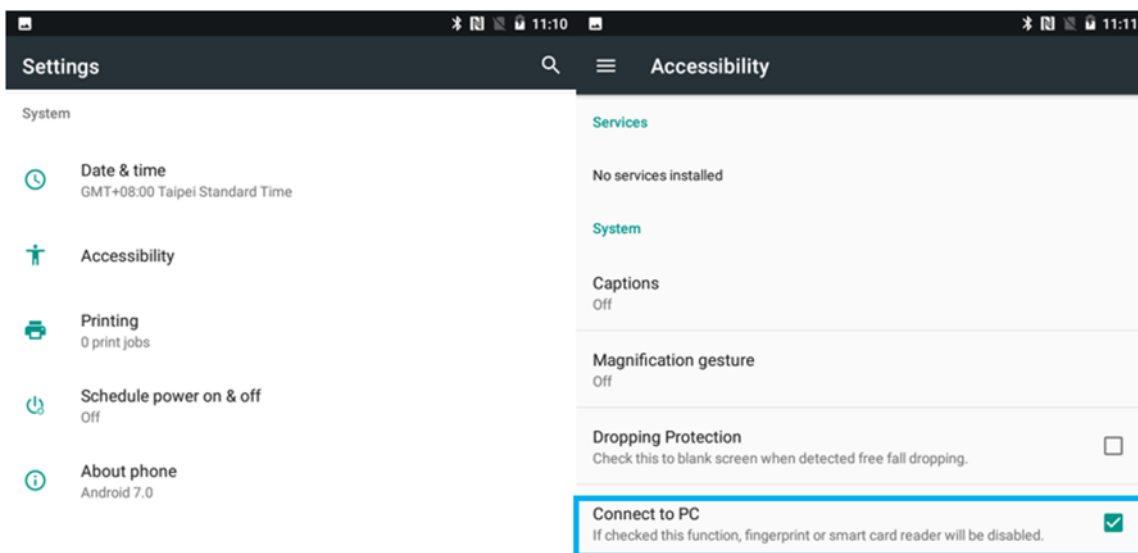 11:10
Settings
System
Date & time
GMT+08:00 Taipei Standard Time
Accessibility
Printing
0 print jobs
Schedule power on & off
Off
About phone
Android 7.0
11:11
Accessibility
Services
No services installed
System
Captions
Off
Magnification gesture
Off
Dropping Protection
Check this to blank screen when detected free fall dropping.
Connect to PC
If checked this function, fingerprint or smart card reader will be disabled.